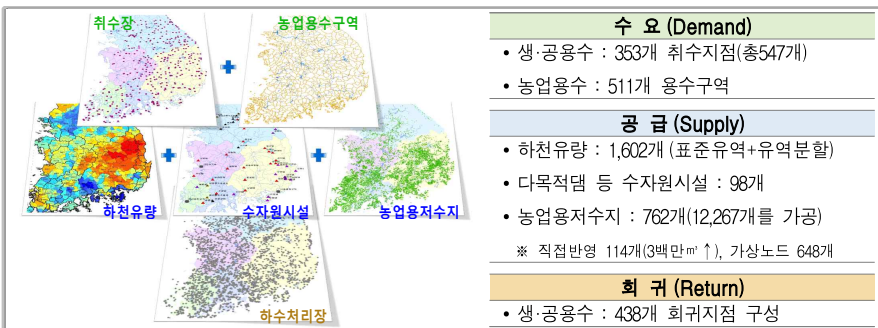 취수장
농업용수구역
하천유량
수자원시설
농업용저수지
하수처리장
수 요 (Demand)
• 생·공용수 : 353개 취수지점(총547개)
• 농업용수 : 511개 용수구역
공 급 (Supply)
• 하천유량 : 1,602개 (표준유역+유역분할)
• 다목적댐 등 수자원시설 : 98개
• 농업용저수지 : 762개(12,267개를 가공)
※ 직접반영 114개(3백만㎥↑), 가상노드 648개
회 귀 (Return)
• 생·공용수 : 438개 회귀지점 구성